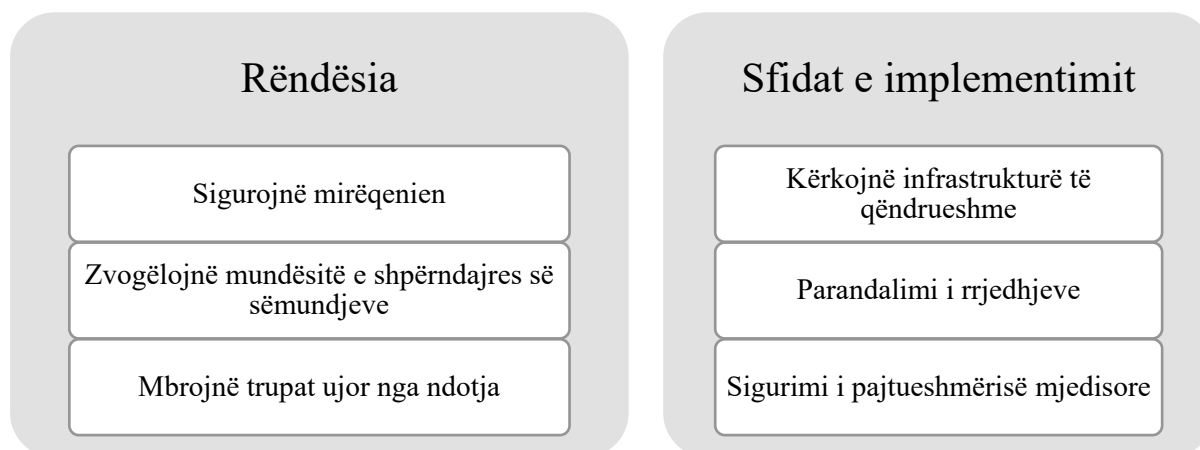 Rëndësia
Sigurojnë mirëqenien
Zvogëlojnë mundësitë e shpërndajres së
sëmundjeve
Mbrojnë trupat ujor nga ndotja
Sfidat e implementimit
Kërkojnë infrastrukturë të
qëndrueshme
Parandalimi i rrjedhjeve
Sigurimi i pajtueshmërisë mjedisore